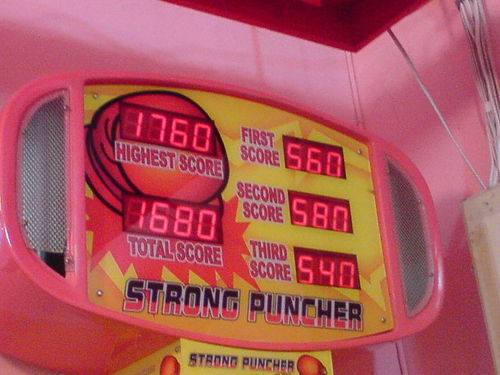 1760
HIGHEST SCORE
1680
TOTAL SCORE
FIRST SCORE 560
SECOND SCORE 580
THIRD SCORE 540
STRONG PUNCHER
STRONG PUNCHER